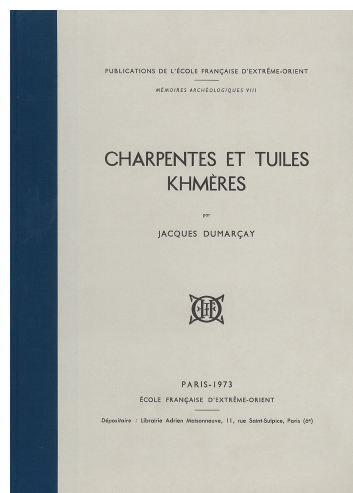 PUBLICATIONS DE L'ÉCOLE FRANÇAISE D'EXTRÊME-ORIENT
MÉMOIRES ARCHÉOLOGIQUES VIII
CHARPENTES ET TUILES
KHMÈRES
par
JACQUES DUMARÇAY
PARIS-1973
ÉCOLE FRANÇAISE D'EXTRÊME-ORIENT
Dépositaire : Librairie Adrien Maisonneuve, 11, rue Saint-Sulpice, Paris (6e)